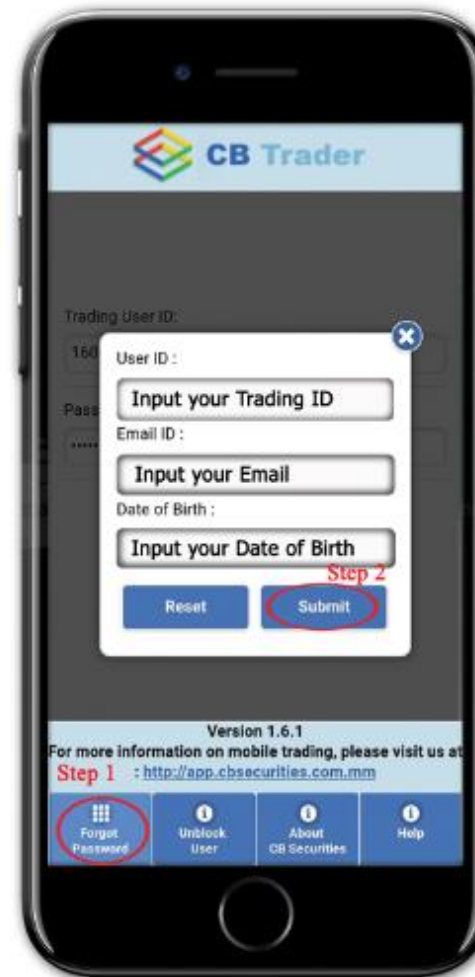 CB Trader
Trading User ID:
160
User ID :
Input your Trading ID
Pass
Email ID :
Input your Email
Date of Birth :
Input your Date of Birth
Step 2
Reset
Submit
Version 1.6.1
For more information on mobile trading, please visit us at
Step 1
: http://app.cbsecurities.com.mm
Forgot Password
Unblock User
About CB Securities
Help